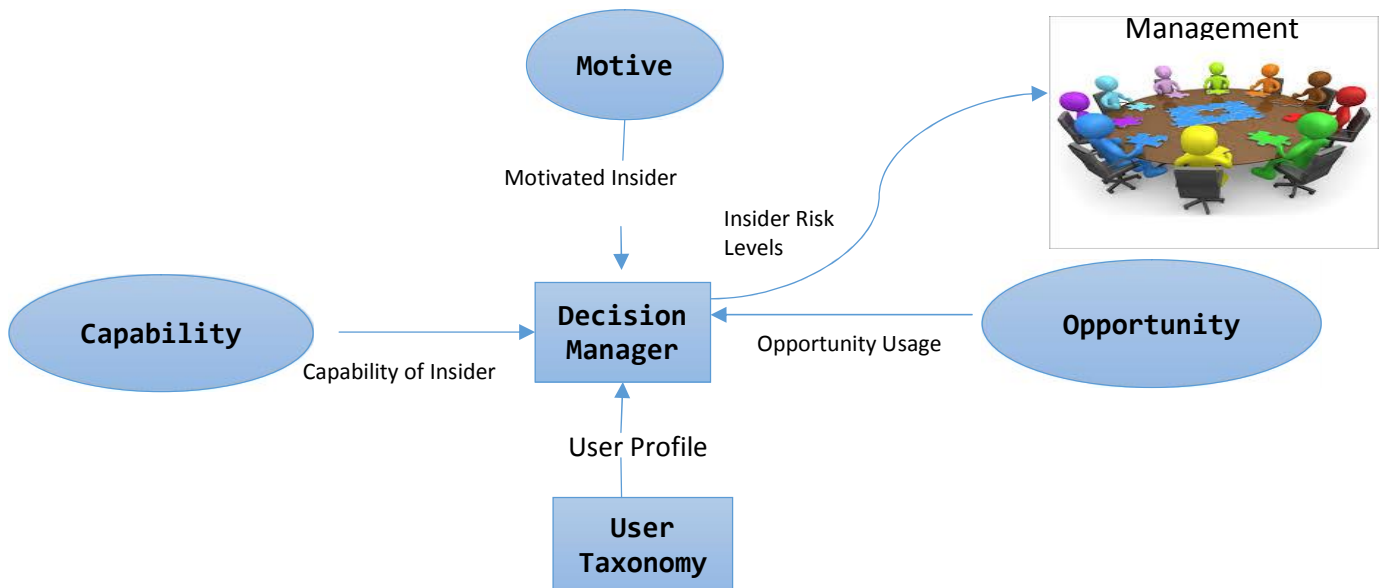 Management
Motive
Motivated Insider
Insider Risk
Levels
Capability
Decision
Manager
Opportunity
Capability of Insider
Opportunity Usage
User Profile
User
Taxonomy